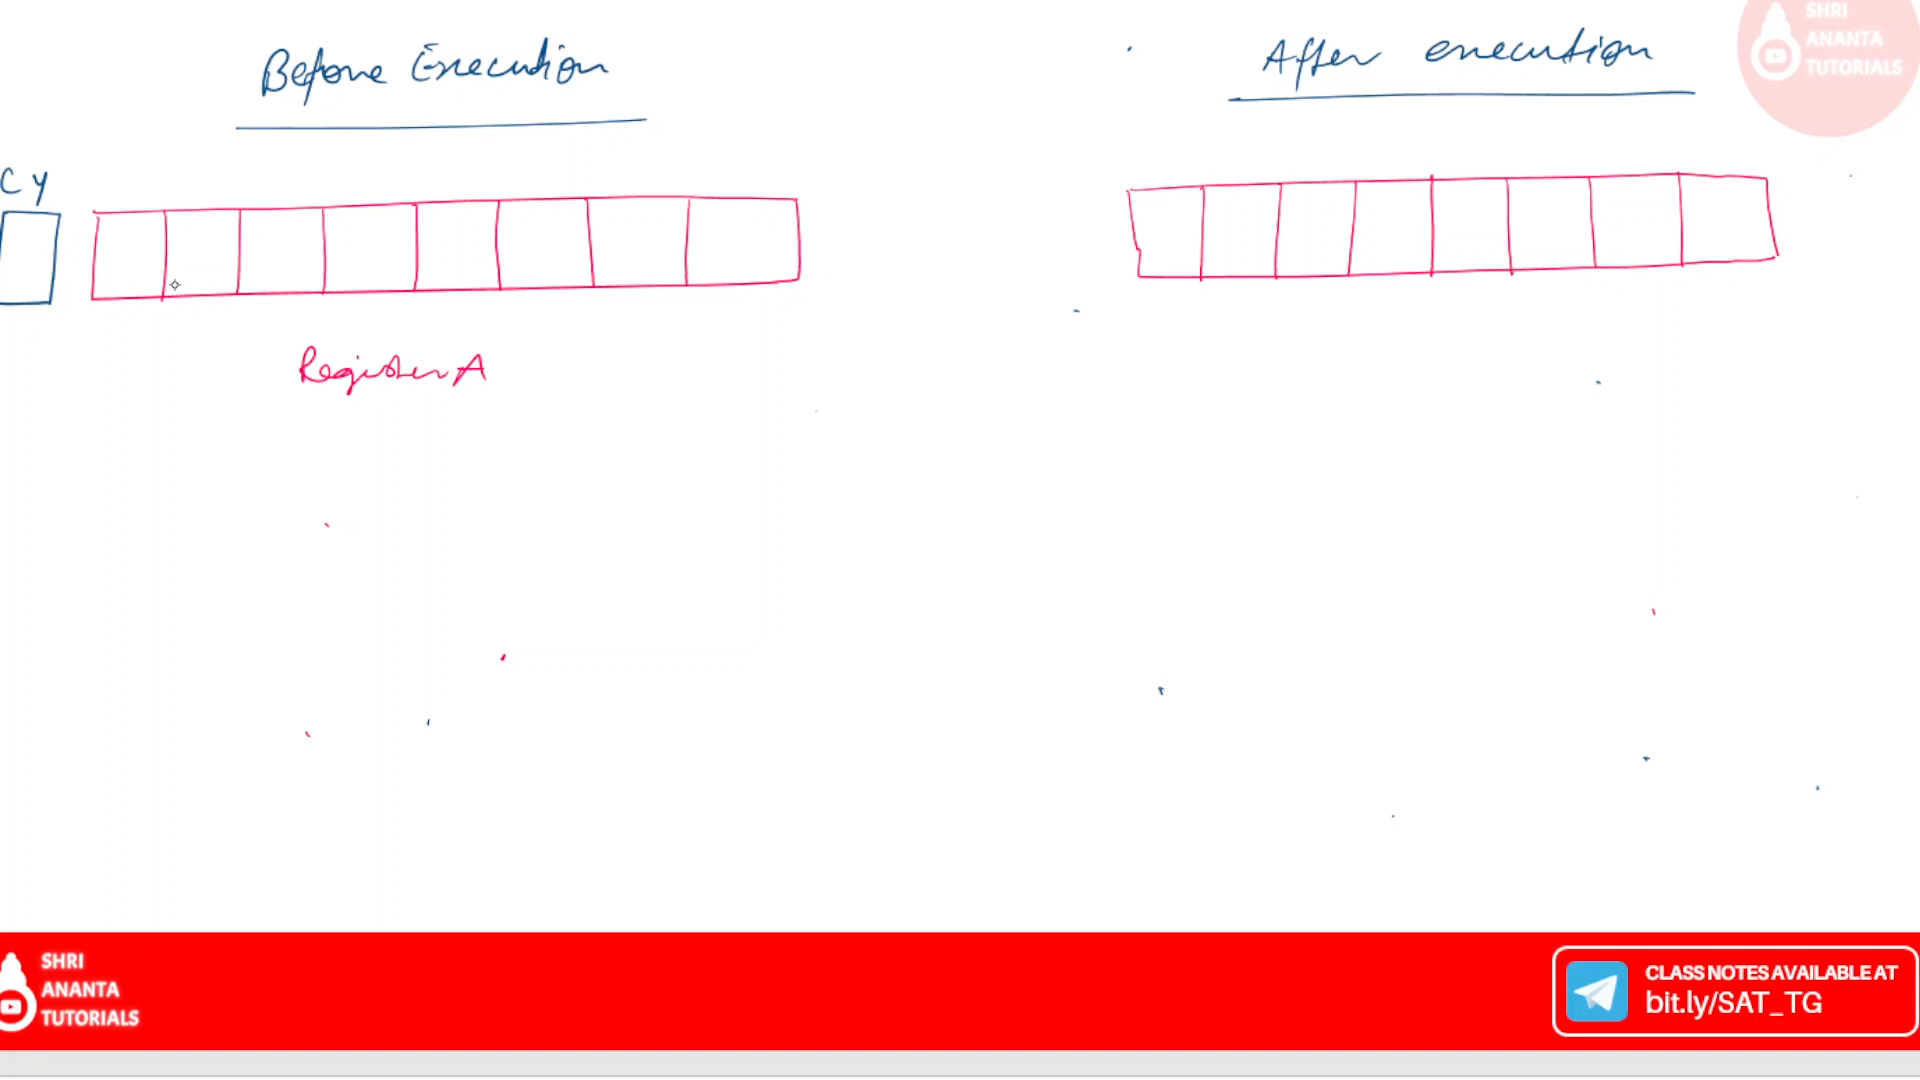 Before Execution
After execution
SHRI
ANANTA
TUTORIALS
CY
Register A
SHRI
ANANTA
TUTORIALS
CLASS NOTES AVAILABLE AT
bit.ly/SAT_TG